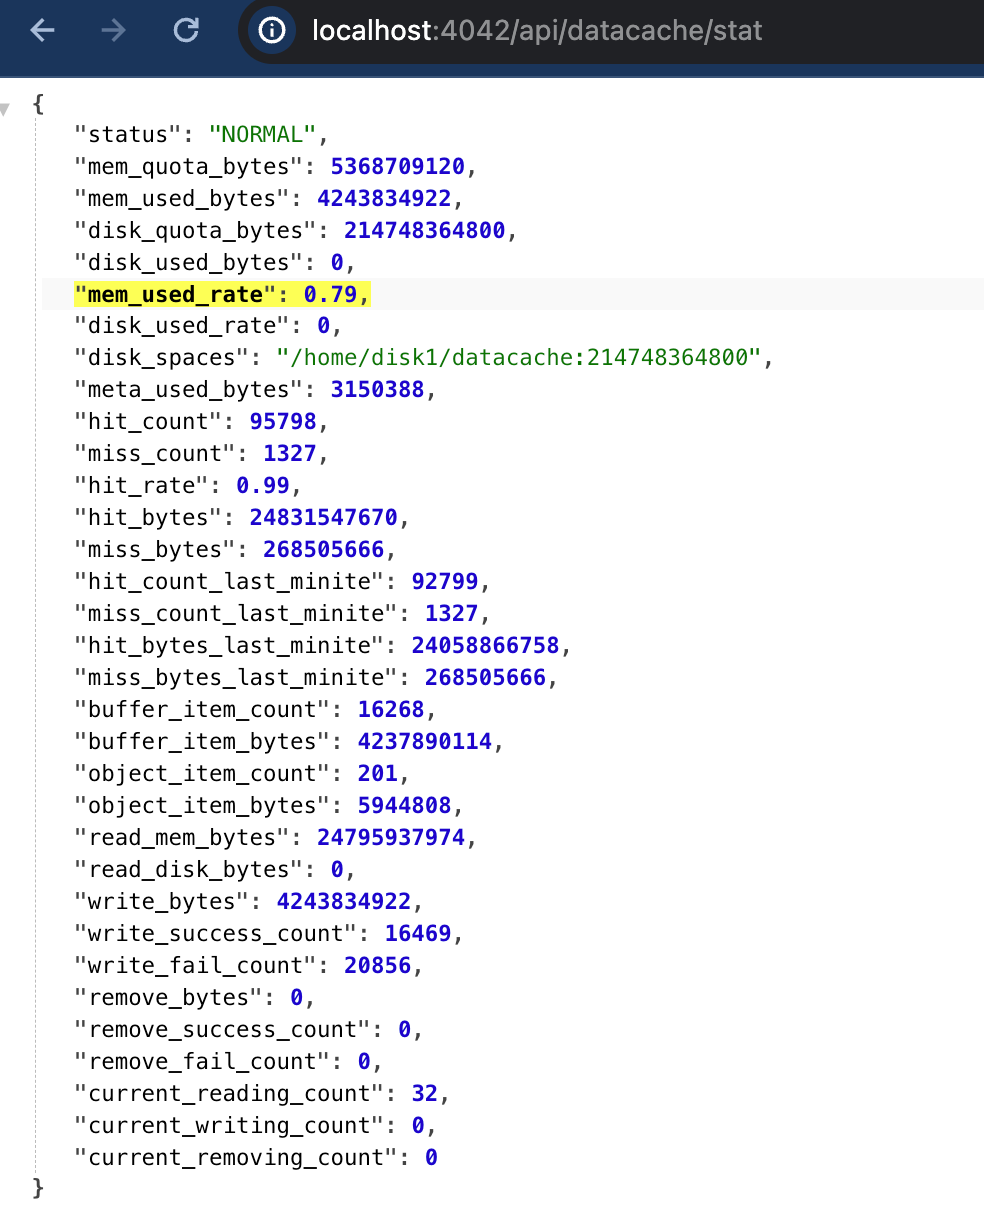 localhost:4042/api/datacache/stat
{
"status": "NORMAL",
"mem_quota_bytes": 5368709120,
"mem_used_bytes": 4243834922,
"disk_quota_bytes": 214748364800,
"disk_used_bytes": 0,
"mem_used_rate": 0.79,
"disk_used_rate": 0,
"disk_spaces": "/home/disk1/datacache:214748364800",
"meta_used_bytes": 3150388,
"hit_count": 95798,
"miss_count": 1327,
"hit_rate": 0.99,
"hit_bytes": 24831547670,
"miss_bytes": 268505666,
"hit_count_last_minite": 92799,
"miss_count_last_minite": 1327,
"hit_bytes_last_minite": 24058866758,
"miss_bytes_last_minite": 268505666,
"buffer_item_count": 16268,
"buffer_item_bytes": 4237890114,
"object_item_count": 201,
"object_item_bytes": 5944808,
"read_mem_bytes": 24795937974,
"read_disk_bytes": 0,
"write_bytes": 4243834922,
"write_success_count": 16469,
"write_fail_count": 20856,
"remove_bytes": 0,
"remove_success_count": 0,
"remove_fail_count": 0,
"current_reading_count": 32,
"current_writing_count": 0,
"current_removing_count": 0
}